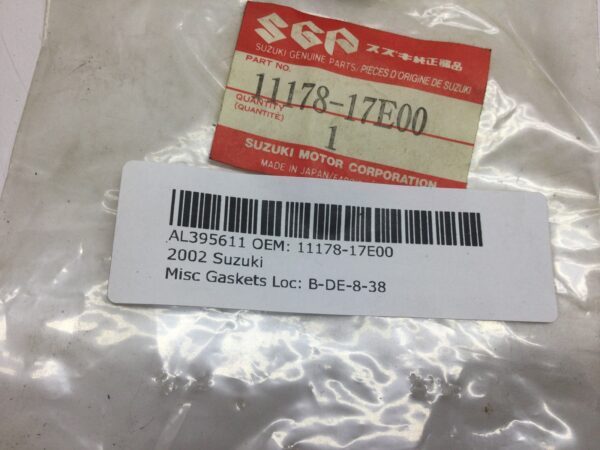 SGP スズキ純正部品
SUZUKI GENUINE PARTS/PIECES D'ORIGINE DE SUZUKI
PART NO.
11178-17E00
QUANTITY
(QUANTITÉ)
1
SUZUKI MOTOR CORPORATION
MADE IN JAPAN
AL395611 OEM: 11178-17E00
2002 Suzuki
Misc Gaskets Loc: B-DE-8-38